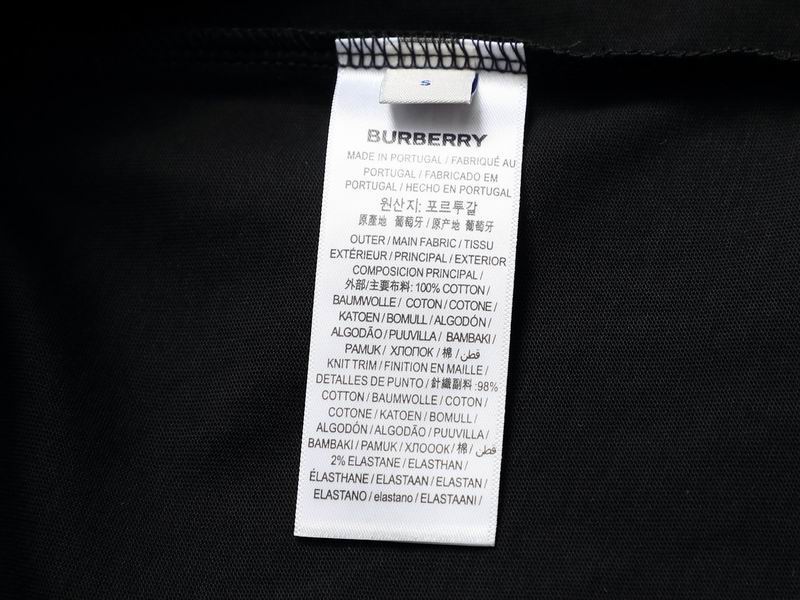 S
BURBERRY
MADE IN PORTUGAL / FABRIQUÉ AU
PORTUGAL / FABRICADO EM
PORTUGAL / HECHO EN PORTUGAL
원산지: 포르투갈
原產地 葡萄牙 / 原产地 葡萄牙
OUTER / MAIN FABRIC / TISSU
EXTÉRIEUR / PRINCIPAL / EXTERIOR
COMPOSICION PRINCIPAL /
外部/主要布料: 100% COTTON /
BAUMWOLLE / COTON / COTONE /
KATOEN / BOMULL / ALGODÓN /
ALGODÃO / PUUVILLA / BAMBAKI /
PAMUK / ХЛОПОК / 棉 / قطن
KNIT TRIM / FINITION EN MAILLE /
DETALLES DE PUNTO / 針織副料 :98%
COTTON / BAUMWOLLE / COTON /
COTONE / KATOEN / BOMULL /
ALGODÓN / ALGODÃO / PUUVILLA /
BAMBAKI / PAMUK / ХЛОООК / 棉 / قطن
2% ELASTANE / ELASTHAN /
ÉLASTHANE / ELASTAAN / ELASTAN /
ELASTANO / elastano / ELASTAANI /